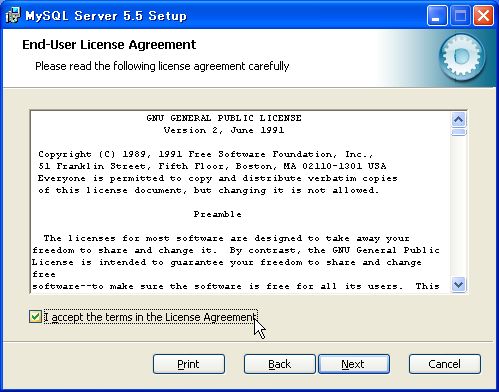 MySQL Server 5.5 Setup
End-User License Agreement
Please read the following license agreement carefully
GNU GENERAL PUBLIC LICENSE
Version 2, June 1991
Copyright (C) 1989, 1991 Free Software Foundation, Inc.,
51 Franklin Street, Fifth Floor, Boston, MA 02110-1301 USA
Everyone is permitted to copy and distribute verbatim copies
of this license document, but changing it is not allowed.
Preamble
The licenses for most software are designed to take away your
freedom to share and change it.  By contrast, the GNU General Public
License is intended to guarantee your freedom to share and change
free
software--to make sure the software is free for all its users.  This
I accept the terms in the License Agreement
Print
Back
Next
Cancel